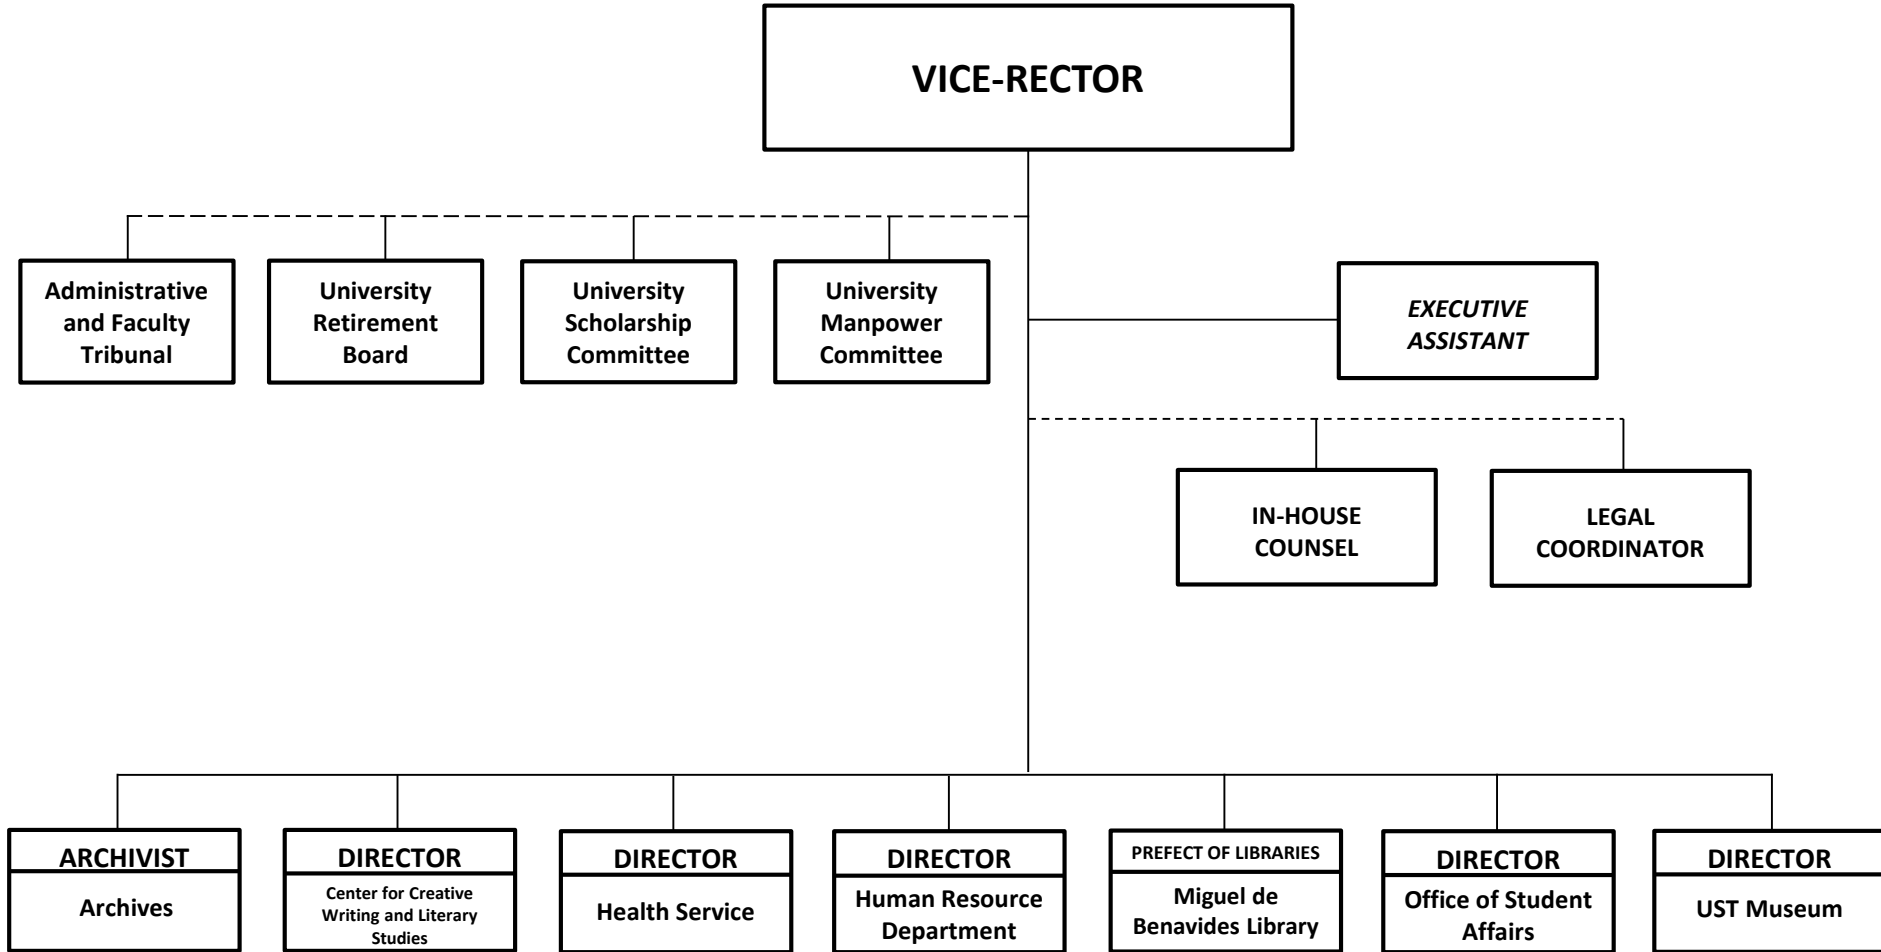 VICE-RECTOR
Administrative
and Faculty
Tribunal
University
Retirement
Board
University
Scholarship
Committee
University
Manpower
Committee
EXECUTIVE
ASSISTANT
IN-HOUSE
COUNSEL
LEGAL
COORDINATOR
ARCHIVIST
Archives
DIRECTOR
Center for Creative
Writing and Literary
Studies
DIRECTOR
Health Service
DIRECTOR
Human Resource
Department
PREFECT OF LIBRARIES
Miguel de
Benavides Library
DIRECTOR
Office of Student
Affairs
DIRECTOR
UST Museum